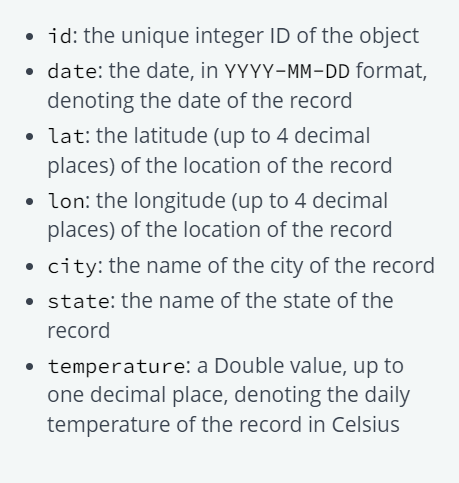 • id: the unique integer ID of the object
• date: the date, in YYYY-MM-DD format,
denoting the date of the record
• lat: the latitude (up to 4 decimal
places) of the location of the record
• lon: the longitude (up to 4 decimal
places) of the location of the record
• city: the name of the city of the record
• state: the name of the state of the
record
• temperature: a Double value, up to
one decimal place, denoting the daily
temperature of the record in Celsius